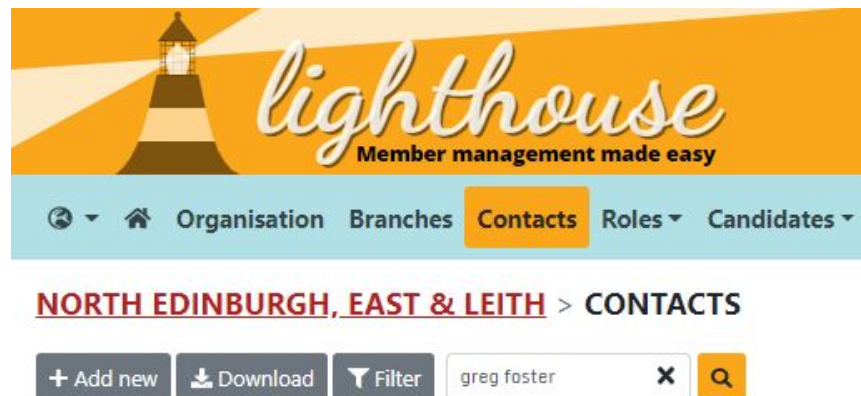 lighthouse
Member management made easy
Organisation Branches Contacts Roles Candidates
NORTH EDINBURGH, EAST & LEITH > CONTACTS
+ Add new Download Filter greg foster